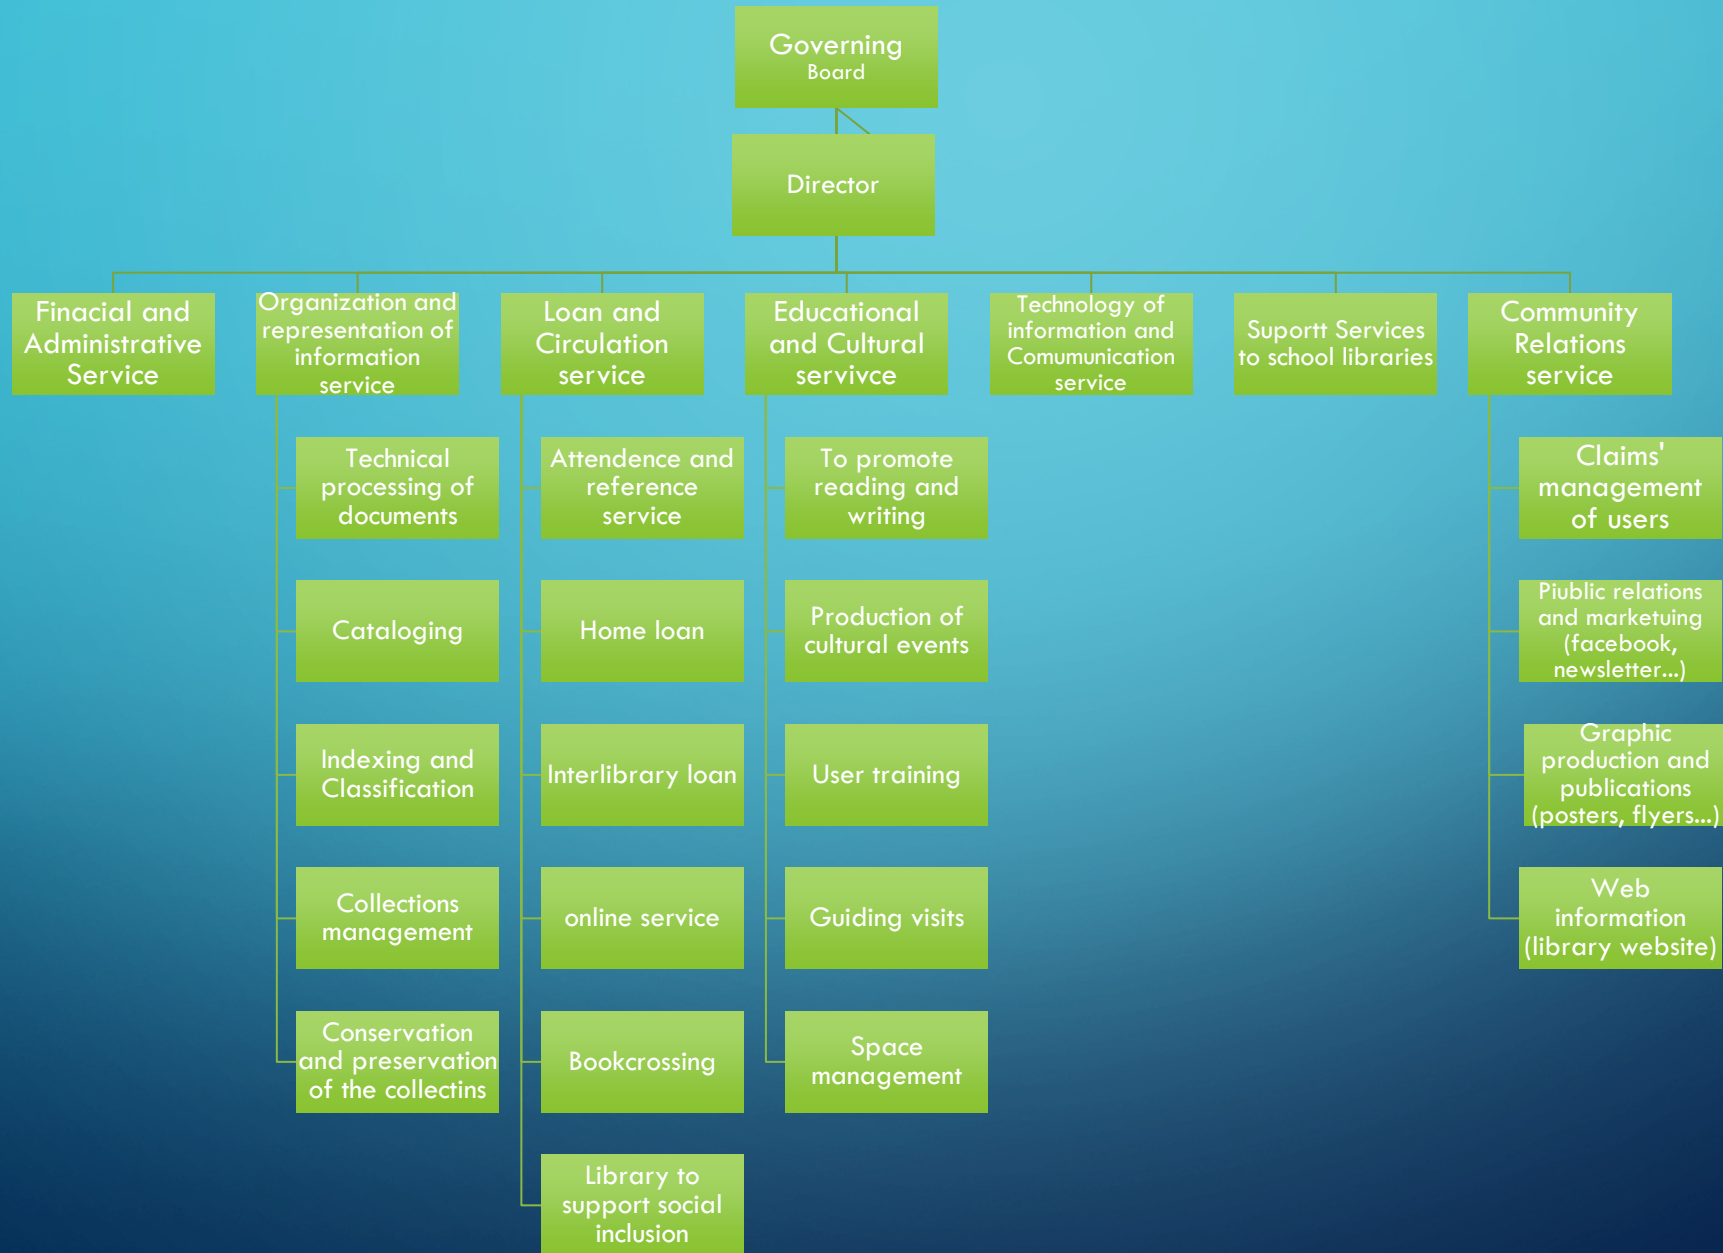 Governing
Board
Director
Finacial and
Administrative
Service
Organization and
representation of
information
service
Loan and
Circulation
service
Educational
and Cultural
servivce
Technology of
information and
Comumunication
service
Suportt Services
to school libraries
Community
Relations
service
Technical
processing of
documents
Cataloging
Indexing and
Classification
Collections
management
Conservation
and preservation
of the collectins
Attendence and
reference
service
Home loan
Interlibrary loan
online service
Bookcrossing
Library to
support social
inclusion
To promote
reading and
writing
Production of
cultural events
User training
Guiding visits
Space
management
Claims'
management
of users
Piublic relations
and marketuing
(facebook,
newsletter...)
Graphic
production and
publications
(posters, flyers...)
Web
information
(library website)